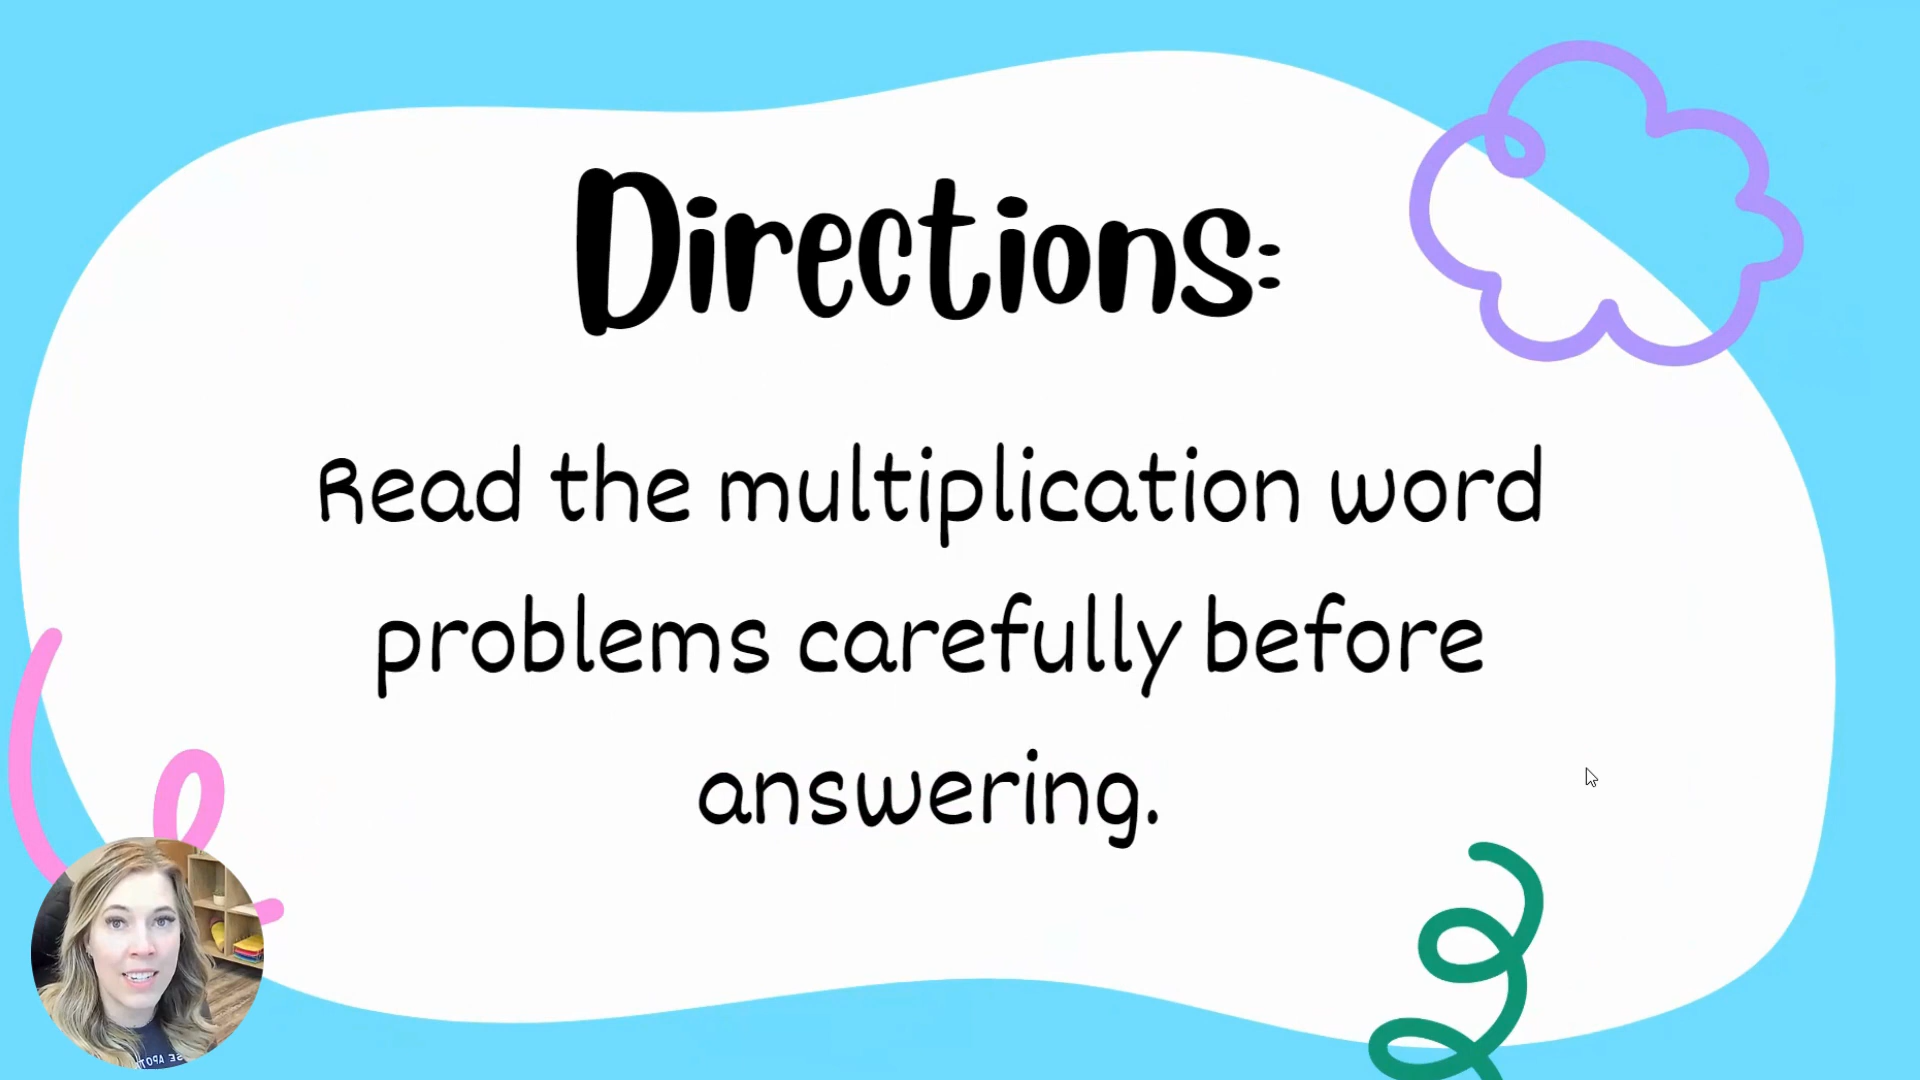 Directions:
Read the multiplication word
problems carefully before
answering.